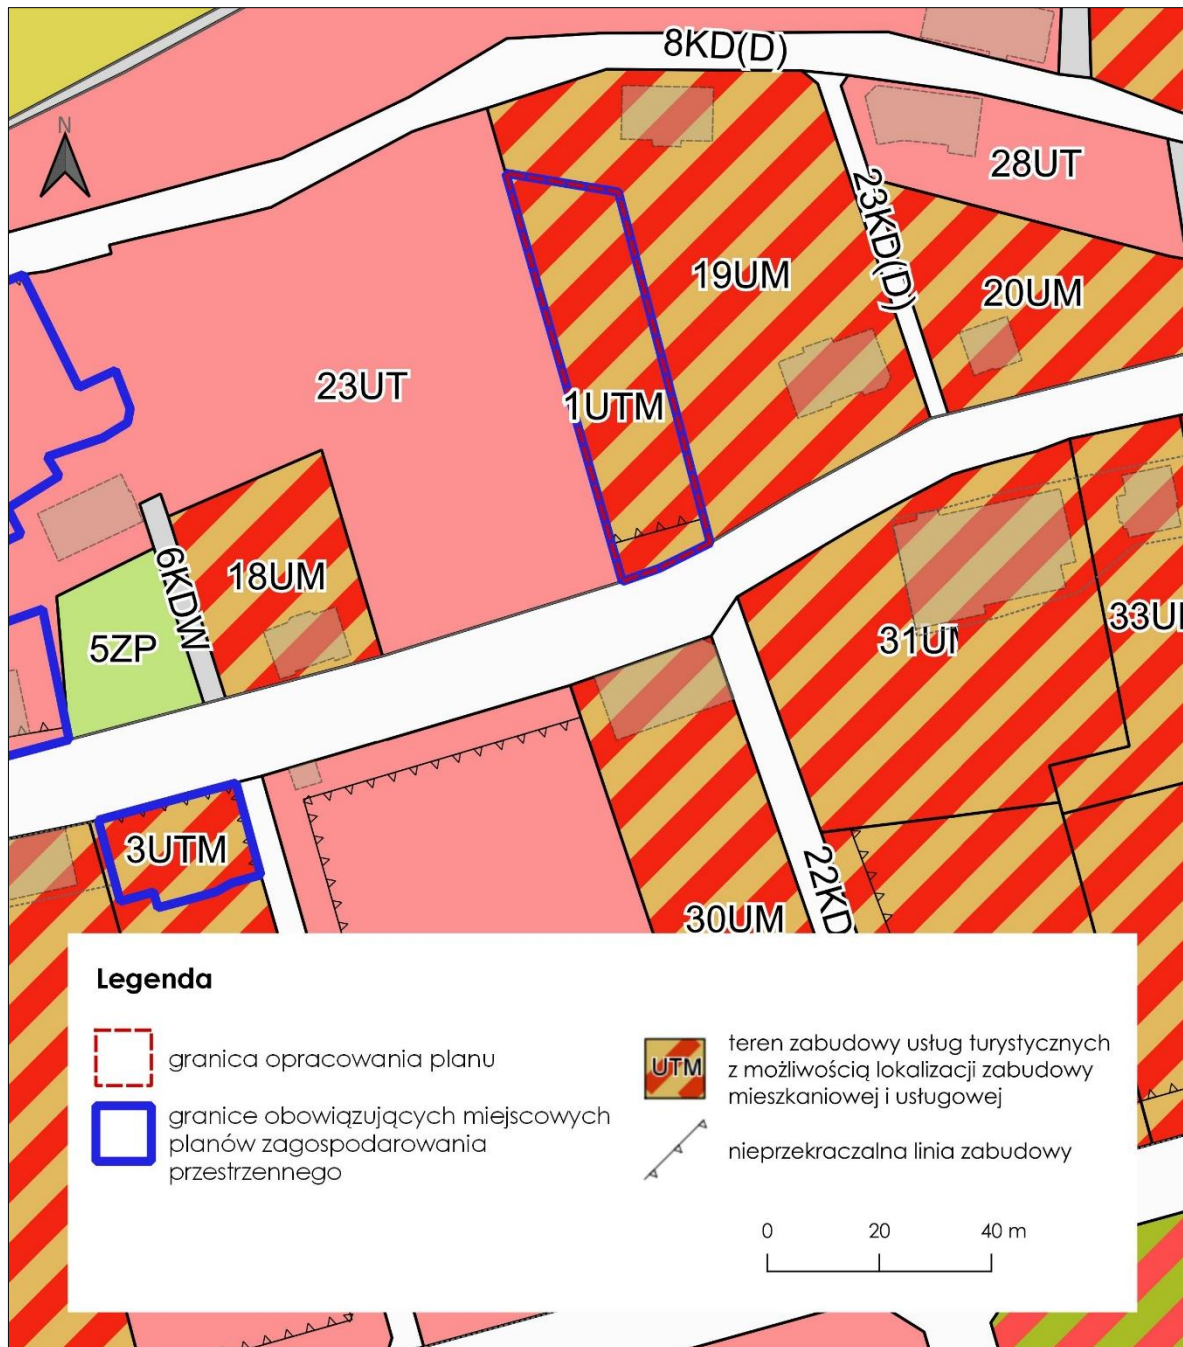 8KD(D)
N
28UT
23KD(D)
19UM
20UM
23UT
1UTM
6KDW
18UM
5ZP
31UM
33U
3UTM
22KD
30UM
Legenda
granica opracowania planu
granice obowiązujących miejscowych
planów zagospodarowania
przestrzennego
UTM
teren zabudowy usług turystycznych
z możliwością lokalizacji zabudowy
mieszkaniowej i usługowej
nieprzekraczalna linia zabudowy
0 20 40 m